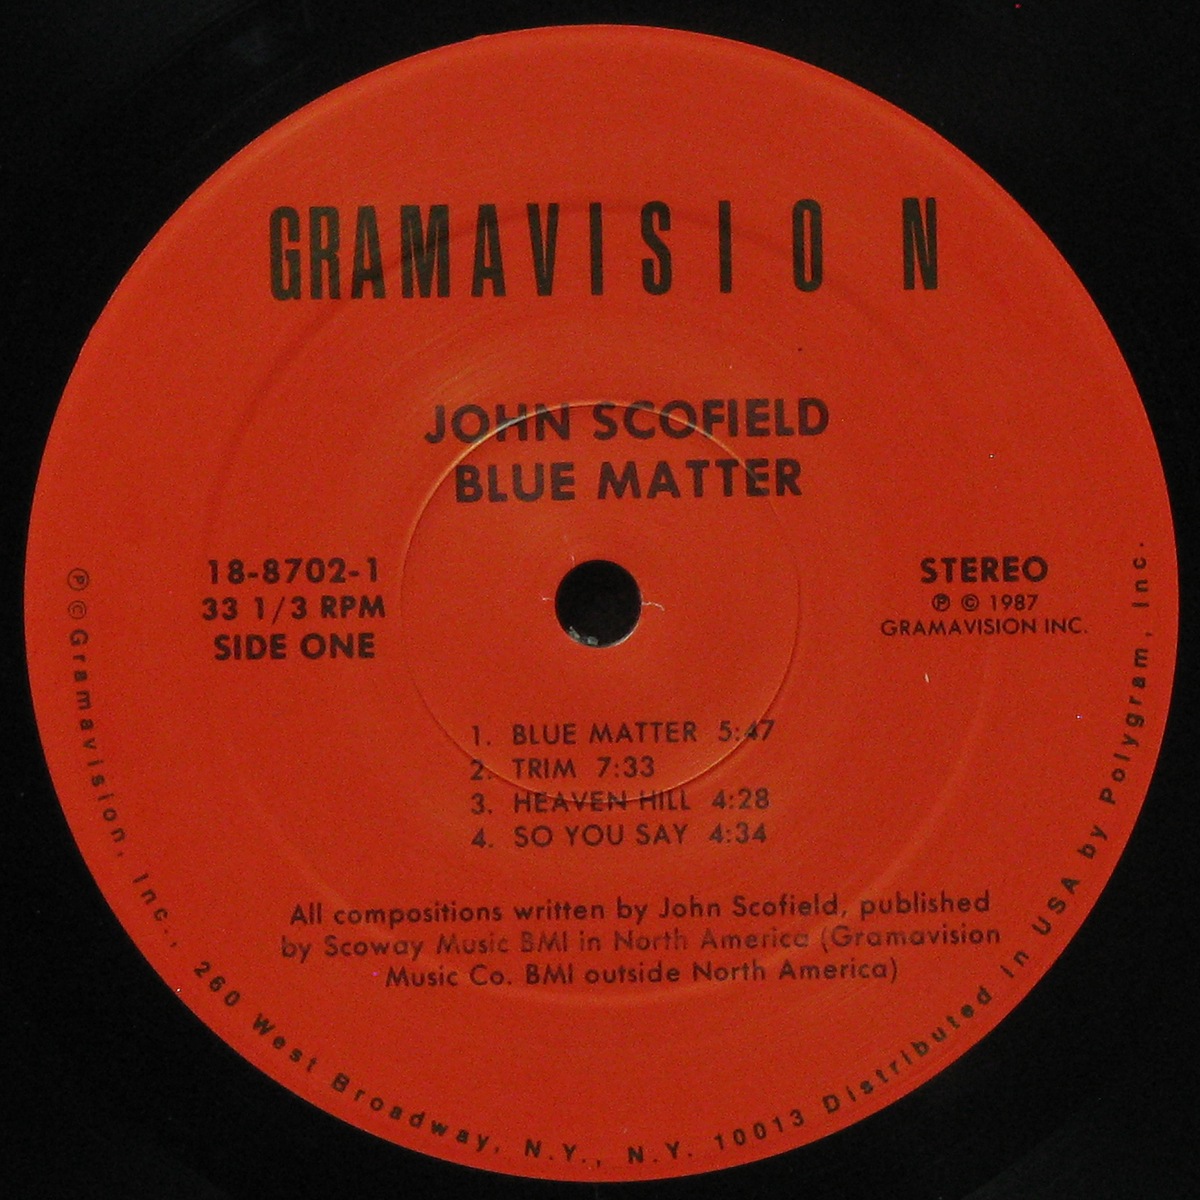 GRAMAVISION
JOHN SCOFIELD
BLUE MATTER
18-8702-1
33 1/3 RPM
SIDE ONE
STEREO
℗ © 1987
GRAMAVISION INC.
1. BLUE MATTER 5:47
2. TRIM 7:33
3. HEAVEN HILL 4:28
4. SO YOU SAY 4:34
All compositions written by John Scofield, published
by Scoway Music BMI in North America (Gramavision
Music Co. BMI outside North America)
℗ © Gramavision, Inc., 260 West Broadway, N.Y., N.Y. 10013 Distributed in USA by Polygram, Inc.